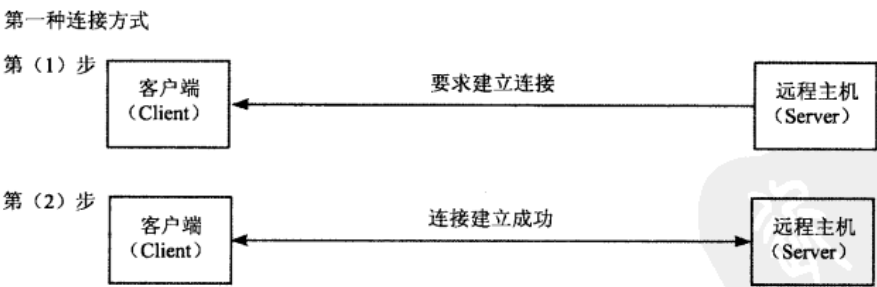 第一种连接方式
第（1）步
客户端
（Client）
要求建立连接
远程主机
（Server）
第（2）步
客户端
（Client）
连接建立成功
远程主机
（Server）